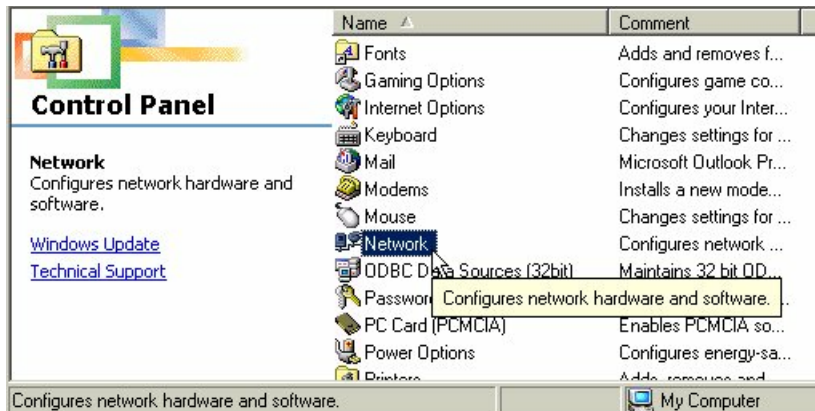 Name Comment
Fonts Adds and removes f...
Gaming Options Configures game co...
Control Panel
Internet Options Configures your Inter...
Keyboard Changes settings for ...
Network
Mail Microsoft Outlook Pr...
Configures network hardware and
Modems Installs a new mode...
software.
Mouse Changes settings for ...
Windows Update
Network Configures network ...
Technical Support
ODBC Data Sources (32bit) Maintains 32 bit OD...
Configures network hardware and software.
PC Card (PCMCIA) Enables PCMCIA so...
Power Options Configures energy-sa...
Printers Adds, removes and
Configures network hardware and software. My Computer